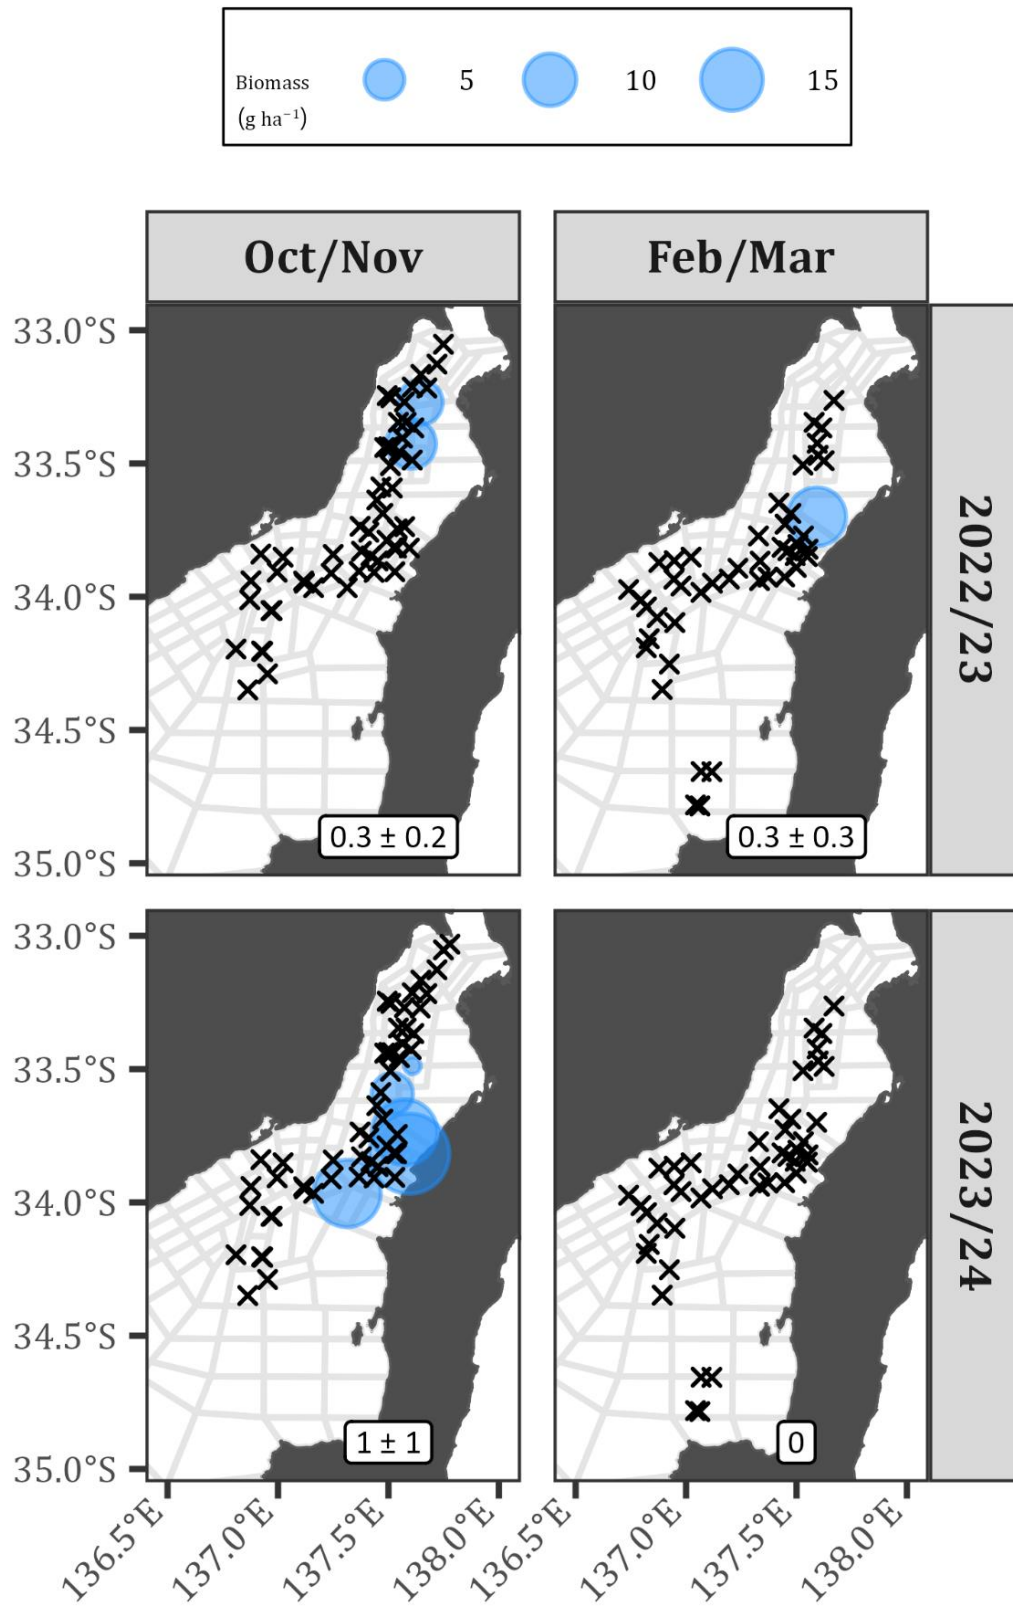 Biomass
(g ha⁻¹)
5
10
15
Oct/Nov
Feb/Mar
33.0°S
33.5°S
34.0°S
34.5°S
35.0°S
0.3 ± 0.2
0.3 ± 0.3
2022/23
33.0°S
33.5°S
34.0°S
34.5°S
35.0°S
1 ± 1
0
2023/24
136.5°E
137.0°E
137.5°E
138.0°E
136.5°E
137.0°E
137.5°E
138.0°E